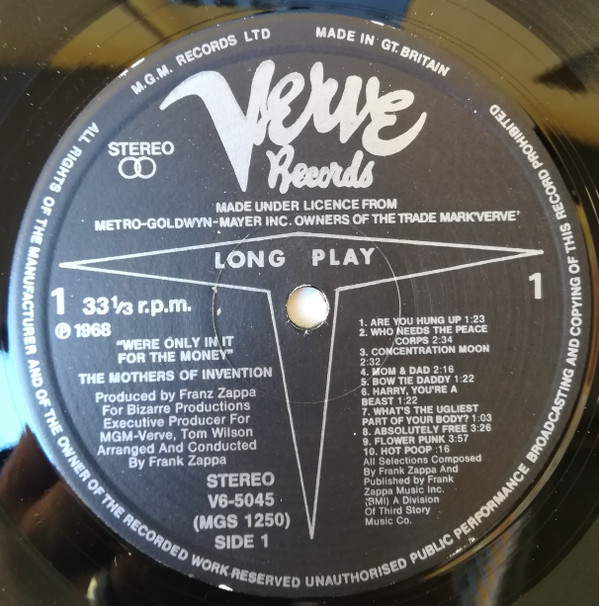 M.G.M. RECORDS LTD MADE IN GT. BRITAIN
ALL RIGHTS OF THE MANUFACTURER AND OF THE OWNER OF THE RECORDED WORK RESERVED UNAUTHORISED PUBLIC PERFORMANCE BROADCASTING AND COPYING OF THIS RECORD PROHIBITED
Verve
Records
STEREO
MADE UNDER LICENCE FROM
METRO-GOLDWYN-MAYER INC. OWNERS OF THE TRADE MARK'VERVE'
LONG PLAY
1 33⅓ r.p.m.
1
℗ 1968
"WERE ONLY IN IT
FOR THE MONEY"
THE MOTHERS OF INVENTION
Produced by Franz Zappa
For Bizarre Productions
Executive Producer For
MGM-Verve, Tom Wilson
Arranged And Conducted
By Frank Zappa
STEREO
V6-5045
(MGS 1250)
SIDE 1
1. ARE YOU HUNG UP 1:23
2. WHO NEEDS THE PEACE
CORPS 2:34
3. CONCENTRATION MOON
2:32
4. MOM & DAD 2:16
5. BOW TIE DADDY 1:22
6. HARRY, YOU'RE A
BEAST 1:22
7. WHAT'S THE UGLIEST
PART OF YOUR BODY? 1:03
8. ABSOLUTELY FREE 3:26
9. FLOWER PUNK 3:57
10. HOT POOP :16
All Selections Composed
By Frank Zappa And
Published by Frank
Zappa Music Inc.
(BMI) A Division
Of Third Story
Music Co.